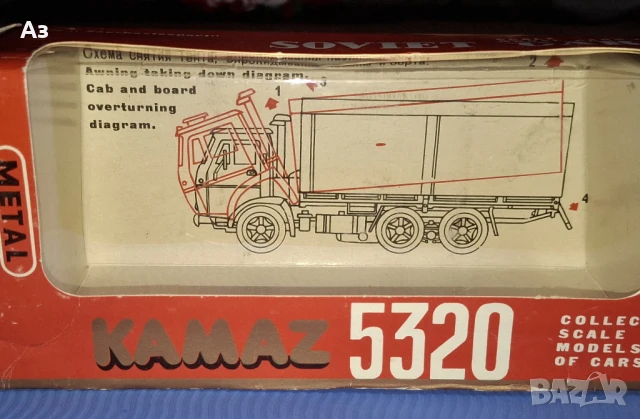 Аз
SOVIET
Схема снятия тента,
Awning taking down diagram.
Cab and board
overturning
diagram.
1
3
2
4
METAL
KAMAZ 5320
COLLEC
SCALE
MODELS
OF CARS
BAZAR